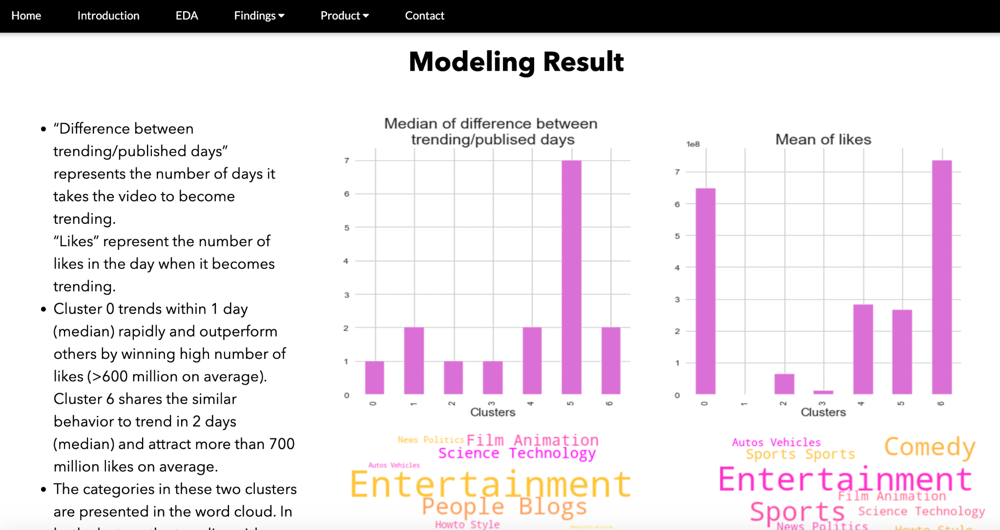 Home Introduction EDA Findings Product Contact
Modeling Result
• “Difference between
trending/published days”
represents the number of days it
takes the video to become
trending.
“Likes” represent the number of
likes in the day when it becomes
trending.
• Cluster 0 trends within 1 day
(median) rapidly and outperform
others by winning high number of
likes (>600 million on average).
Cluster 6 shares the similar
behavior to trend in 2 days
(median) and attract more than 700
million likes on average.
• The categories in these two clusters
are presented in the word cloud. In
Median of difference between
trending/publised days
7
6
5
4
3
2
1
0
0 1 2 3 4 5 6
Clusters
Mean of likes
1e8
7
6
5
4
3
2
1
0
0 1 2 3 4 5 6
Clusters
News Politics Film Animation
Science Technology
Autos Vehicles
Entertainment
People Blogs
Howto Style
Nonprofits Activism
Autos Vehicles
Comedy
Sports Sports
Entertainment
Film Animation
Sports
Science Technology
News Politics
Howto Style